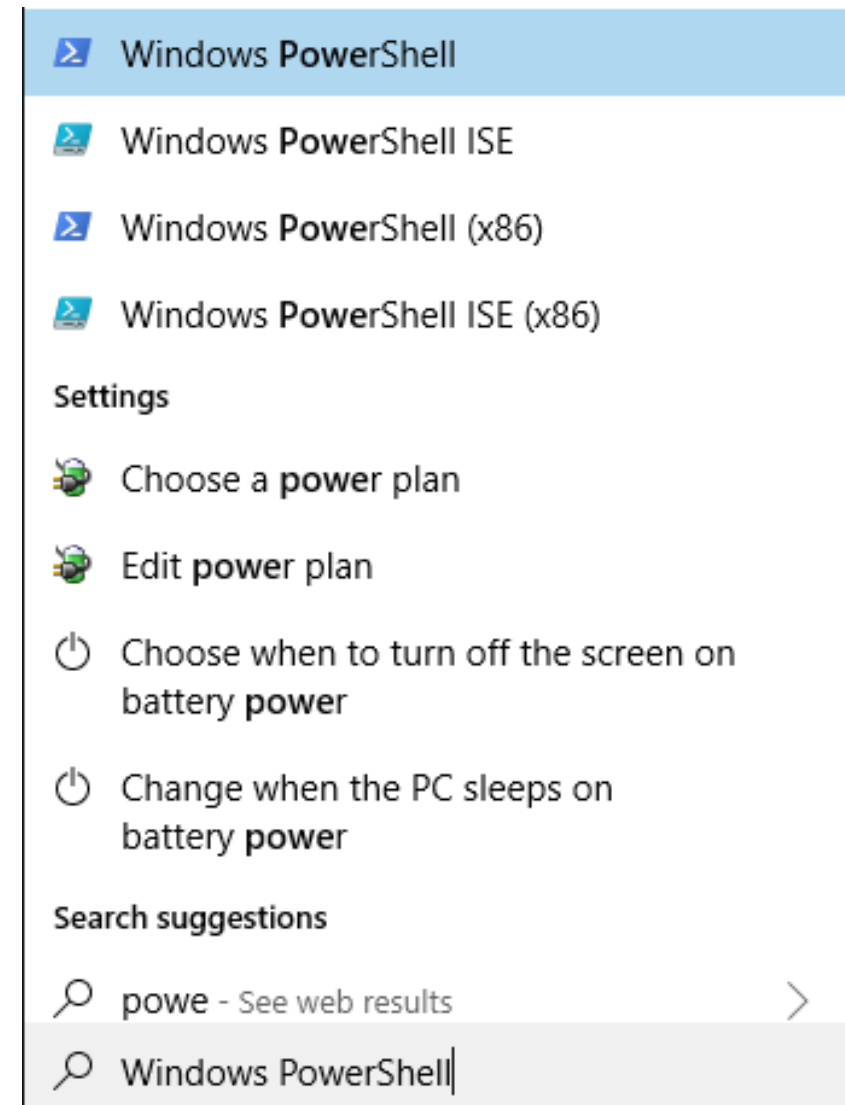 Windows PowerShell
Windows PowerShell ISE
Windows PowerShell (x86)
Windows PowerShell ISE (x86)
Settings
Choose a power plan
Edit power plan
Choose when to turn off the screen on
battery power
Change when the PC sleeps on
battery power
Search suggestions
powe - See web results
Windows PowerShell